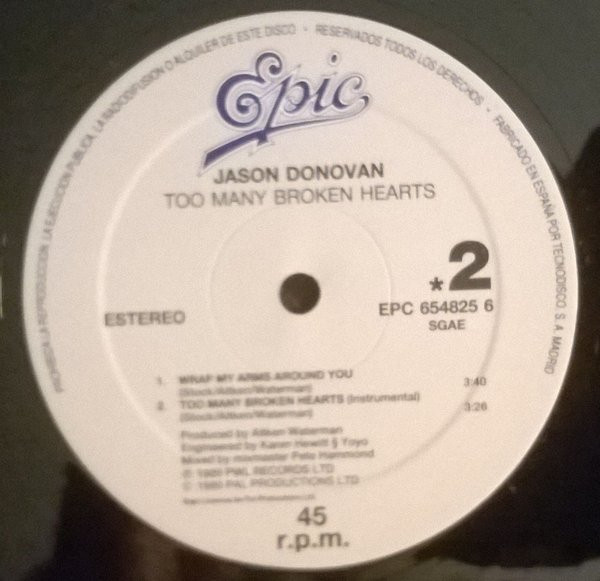 PROHIBIDA LA REPRODUCCION, LA EJECUCION PUBLICA, LA RADIODIFUSION O ALQUILER DE ESTE DISCO - RESERVADOS TODOS LOS DERECHOS - FABRICADO EN ESPAÑA POR TECNODISCO S. A. MADRID
Epic
JASON DONOVAN
TOO MANY BROKEN HEARTS
*2
ESTEREO
EPC 654825 6
SGAE
1. WRAP MY ARMS AROUND YOU
(Stock/Aitken/Waterman) 3:40
2. TOO MANY BROKEN HEARTS (Instrumental)
(Stock/Aitken/Waterman) 3:26
Produced by Aitken Waterman
Engineered by Karen Hewitt § Yoyo
Mixed by mixmaster Pete Hammond
℗ 1989 PWL RECORDS LTD
© 1989 PAL PRODUCTIONS LTD
45
r.p.m.